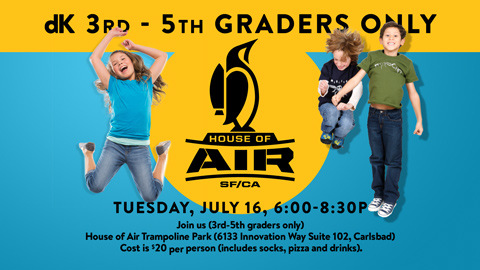 dK 3RD - 5TH GRADERS ONLY
HOUSE OF
AIR
SF/CA
TUESDAY, JULY 16, 6:00-8:30P
Join us (3rd-5th graders only)
House of Air Trampoline Park (6133 Innovation Way Suite 102, Carlsbad)
Cost is $20 per person (includes socks, pizza and drinks).